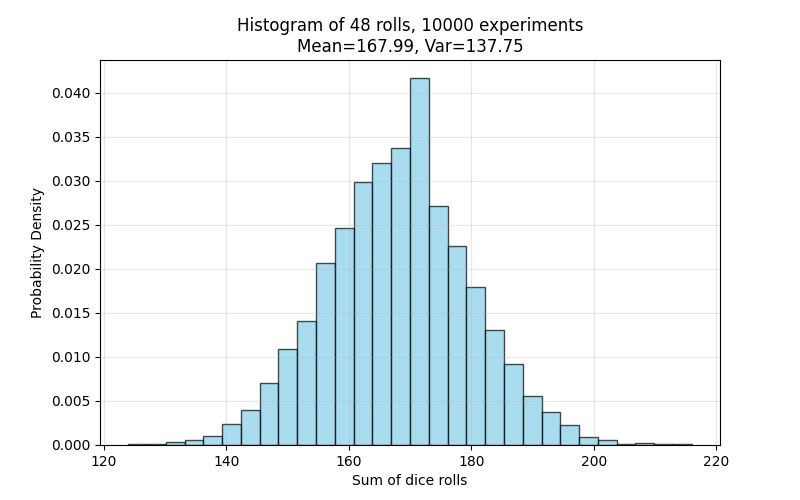 Histogram of 48 rolls, 10000 experiments
Mean=167.99, Var=137.75
0.040
0.035
0.030
0.025
0.020
0.015
0.010
0.005
0.000
Probability Density
120 140 160 180 200 220
Sum of dice rolls